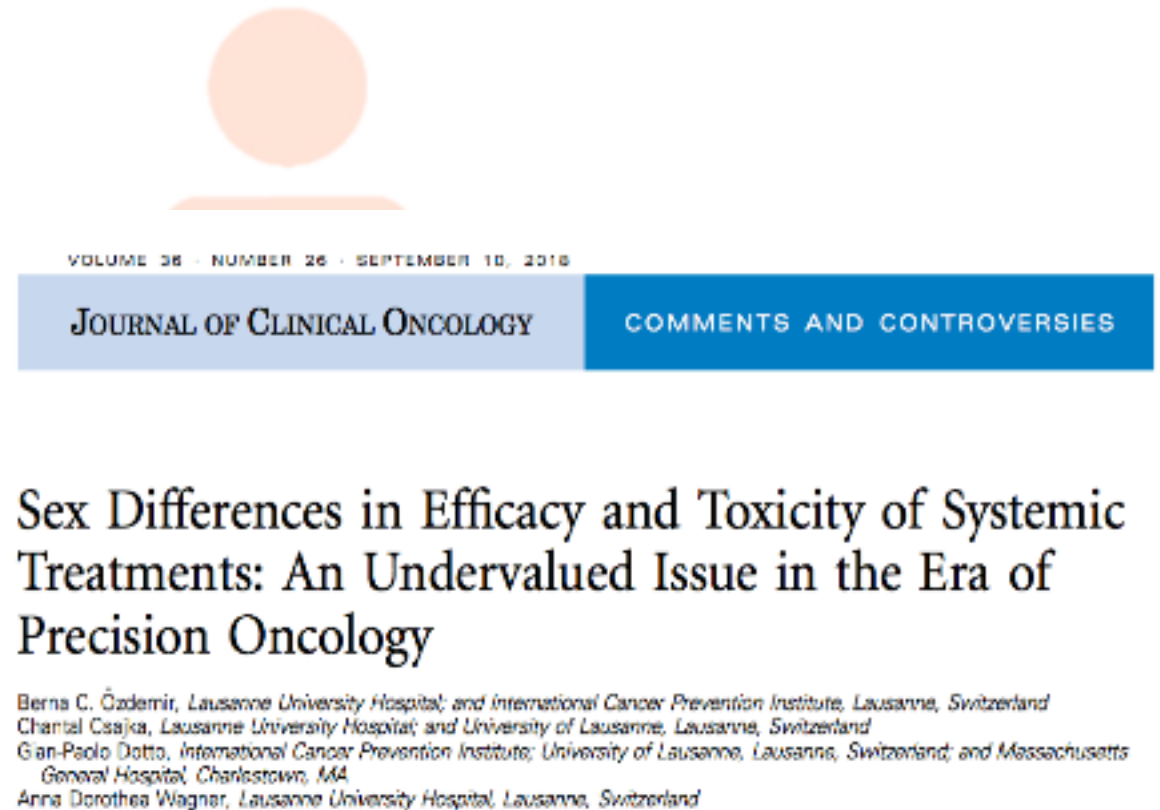 VOLUME 36 · NUMBER 26 · SEPTEMBER 10, 2018
JOURNAL OF CLINICAL ONCOLOGY
COMMENTS AND CONTROVERSIES
Sex Differences in Efficacy and Toxicity of Systemic
Treatments: An Undervalued Issue in the Era of
Precision Oncology
Berna C. Özdemir, Lausanne University Hospital; and International Cancer Prevention Institute, Lausanne, Switzerland
Chantal Csajka, Lausanne University Hospital; and University of Lausanne, Lausanne, Switzerland
Gian-Paolo Dotto, International Cancer Prevention Institute; University of Lausanne, Lausanne, Switzerland; and Massachusetts
General Hospital, Charlestown, MA
Anna Dorothea Wagner, Lausanne University Hospital, Lausanne, Switzerland